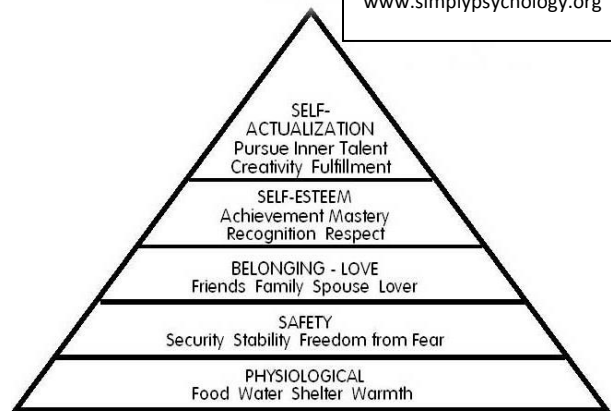 www.simplypsychology.org
SELF-
ACTUALIZATION
Pursue Inner Talent
Creativity Fulfillment
SELF-ESTEEM
Achievement Mastery
Recognition Respect
BELONGING - LOVE
Friends Family Spouse Lover
SAFETY
Security Stability Freedom from Fear
PHYSIOLOGICAL
Food Water Shelter Warmth